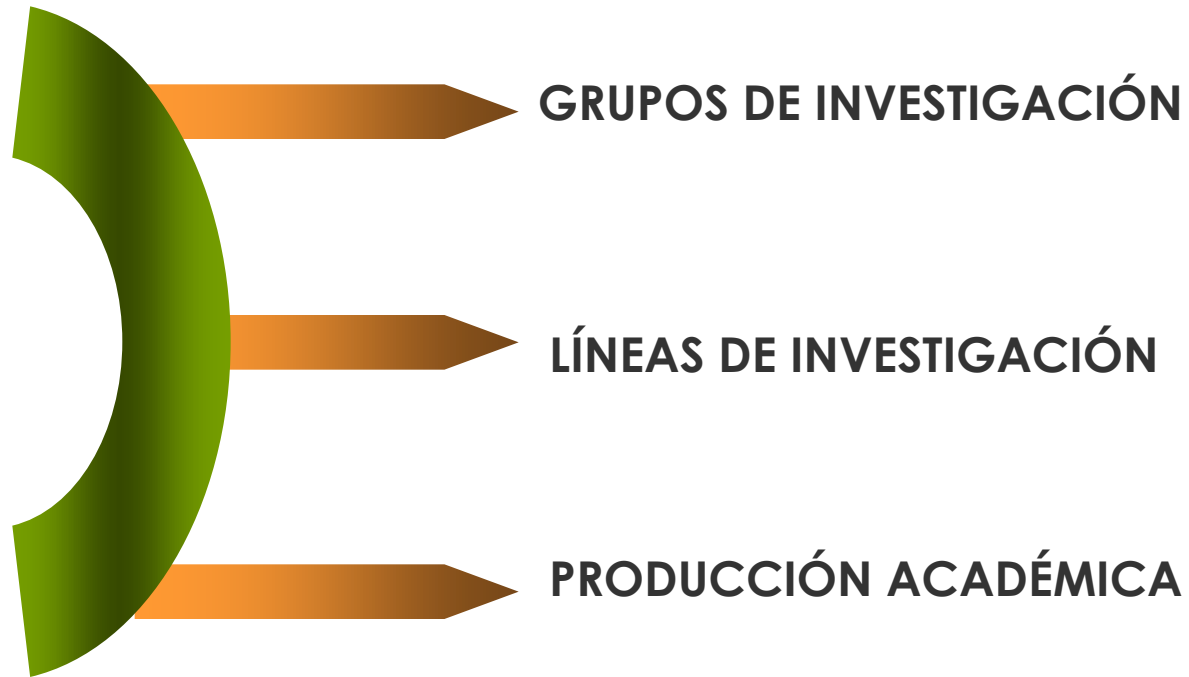 GRUPOS DE INVESTIGACIÓN
LÍNEAS DE INVESTIGACIÓN
PRODUCCIÓN ACADÉMICA